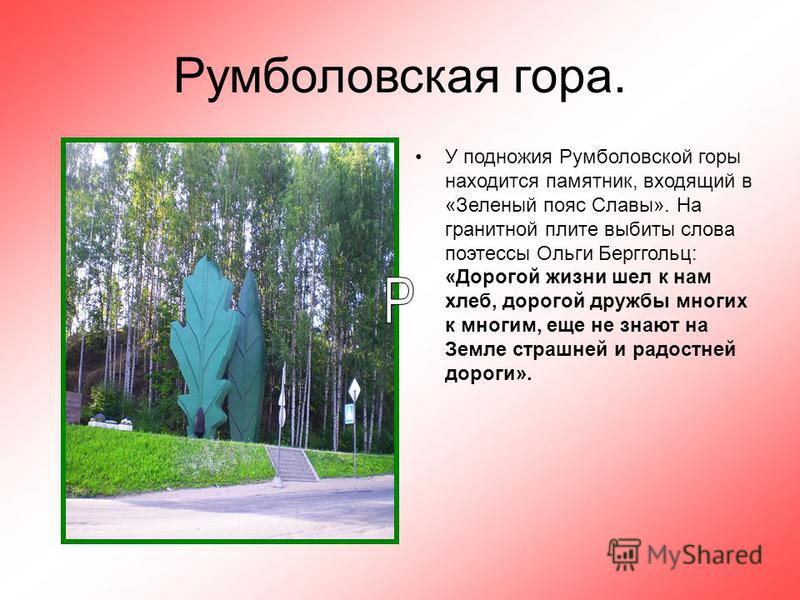 Румболовская гора.
• У подножия Румболовской горы
находится памятник, входящий в
«Зеленый пояс Славы». На
гранитной плите выбиты слова
поэтессы Ольги Берггольц:
«Дорогой жизни шел к нам
хлеб, дорогой дружбы многих
к многим, еще не знают на
Земле страшней и радостней
дороги».
Р
MyShared